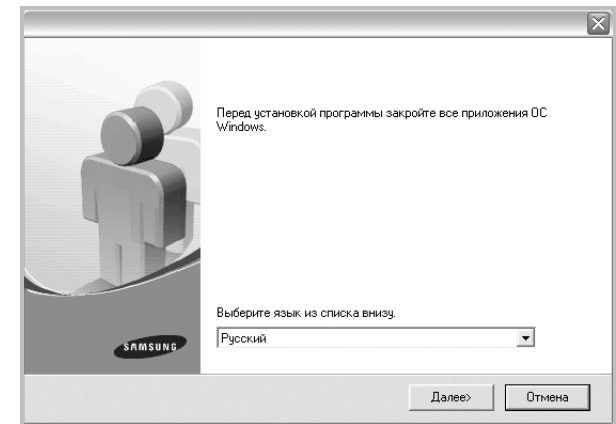 Перед установкой программы закройте все приложения ОС
Windows.
Выберите язык из списка внизу.
Русский
SAMSUNG
Далее>
Отмена